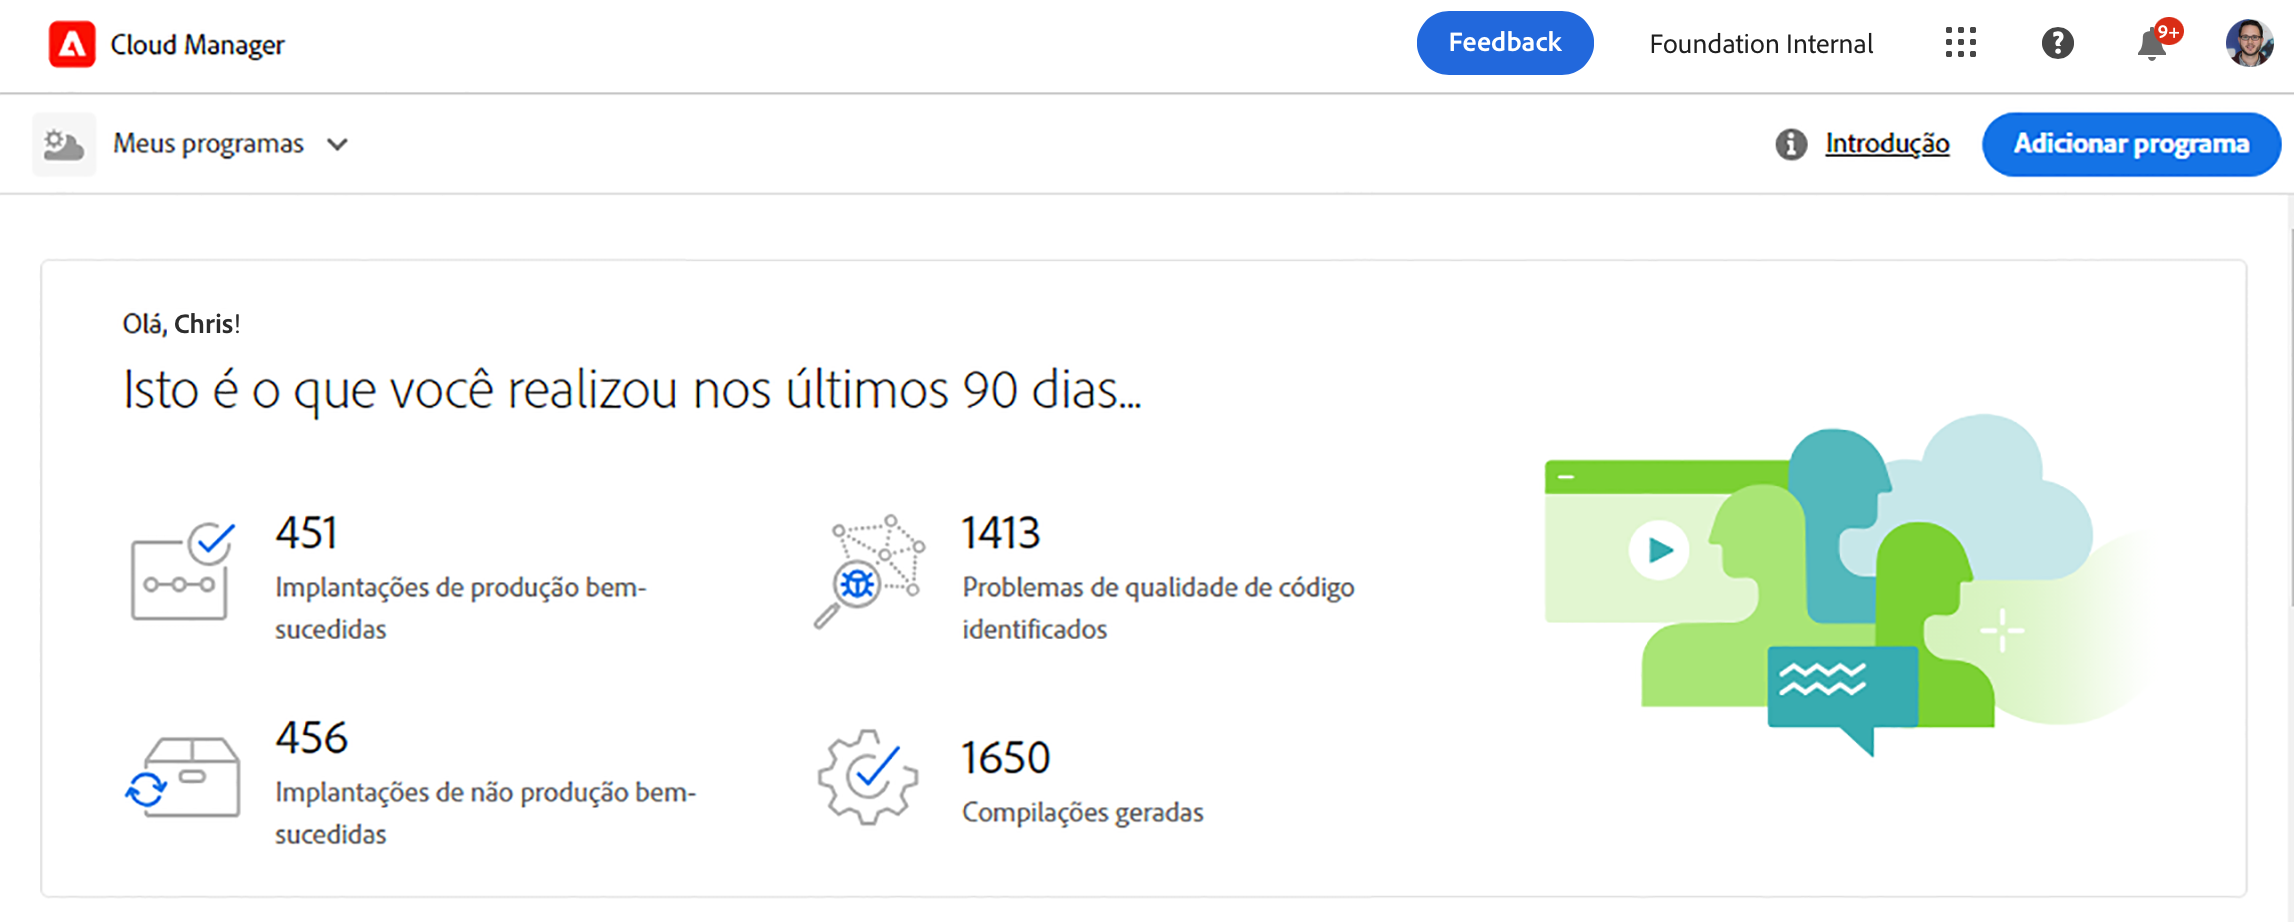 Cloud Manager
Feedback
Foundation Internal
9+
Meus programas
Introdução
Adicionar programa
Olá, Chris!
Isto é o que você realizou nos últimos 90 dias...
451
Implantações de produção bem-
sucedidas
1413
Problemas de qualidade de código
identificados
456
Implantações de não produção bem-
sucedidas
1650
Compilações geradas